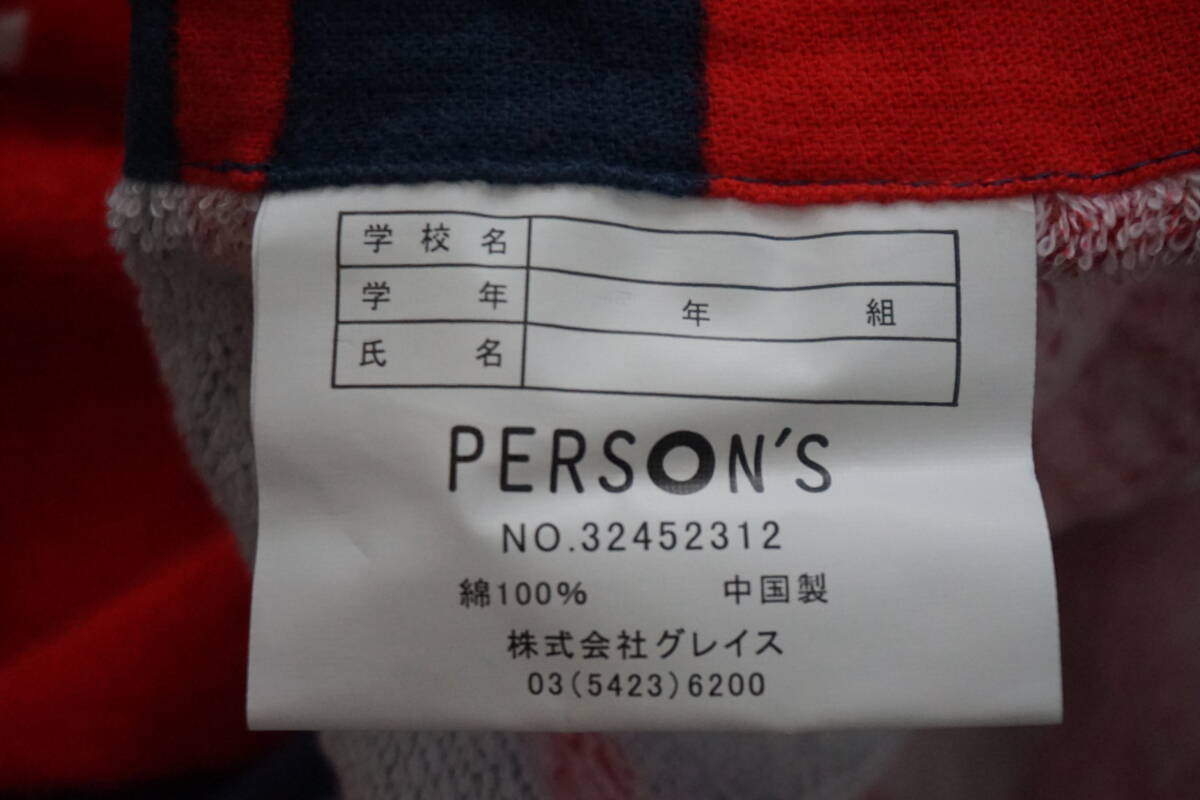 学校名
学年 年 組
氏名
PERSON'S
NO.32452312
綿100% 中国製
株式会社グレイス
03(5423)6200